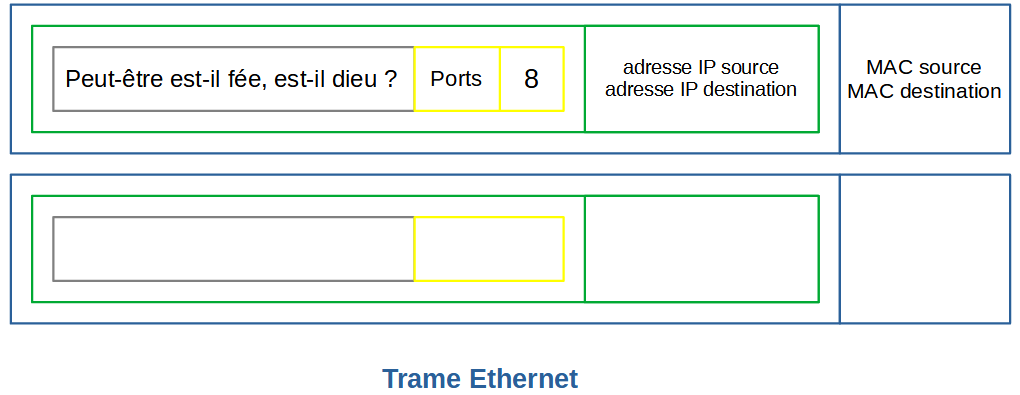 Peut-être est-il fée, est-il dieu ?
Ports
8
adresse IP source
adresse IP destination
MAC source
MAC destination
Trame Ethernet